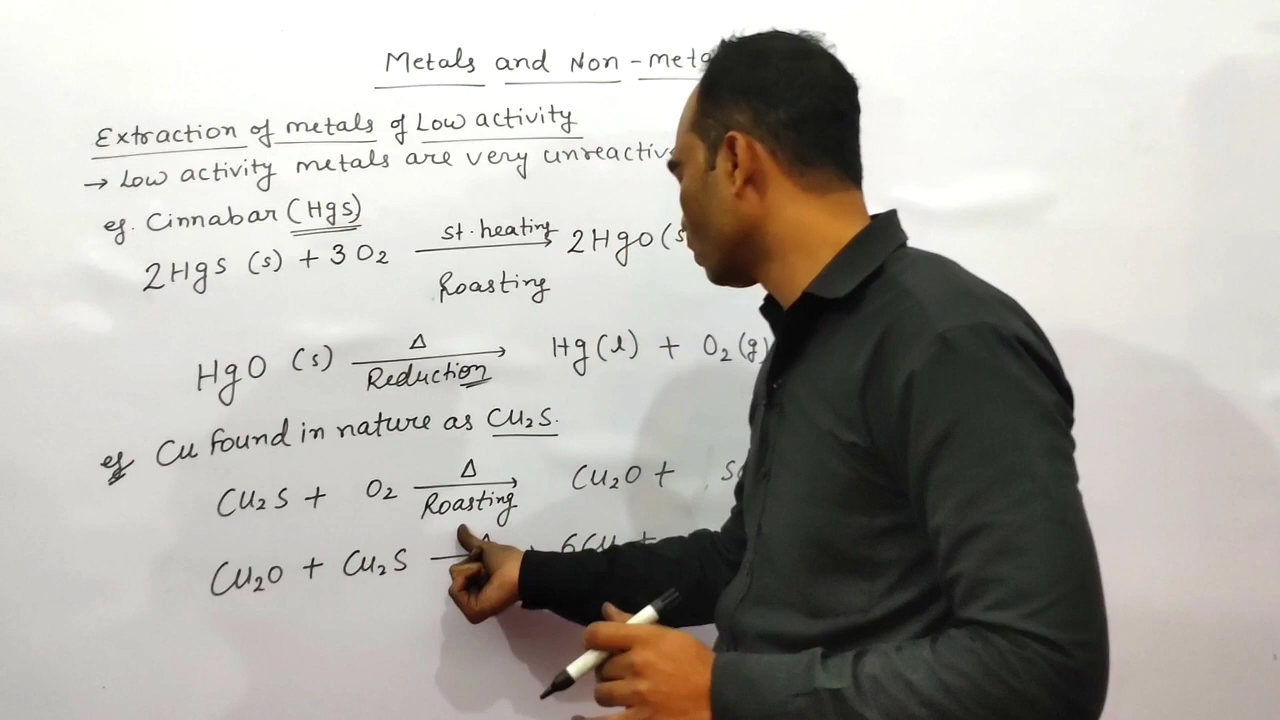 Metals and Non-meta
Extraction of metals of Low activity
→ Low activity metals are very unreactiv
eg. Cinnabar (HgS)
2HgS (s) + 3O₂ st. heating → Roasting 2HgO (s
HgO (s) Δ → Reduction Hg(l) + O₂(g)
eg Cu found in nature as Cu₂S.
Cu₂S + O₂ Δ → Roasting Cu₂O + S
Cu₂O + Cu₂S Δ → 6Cu +